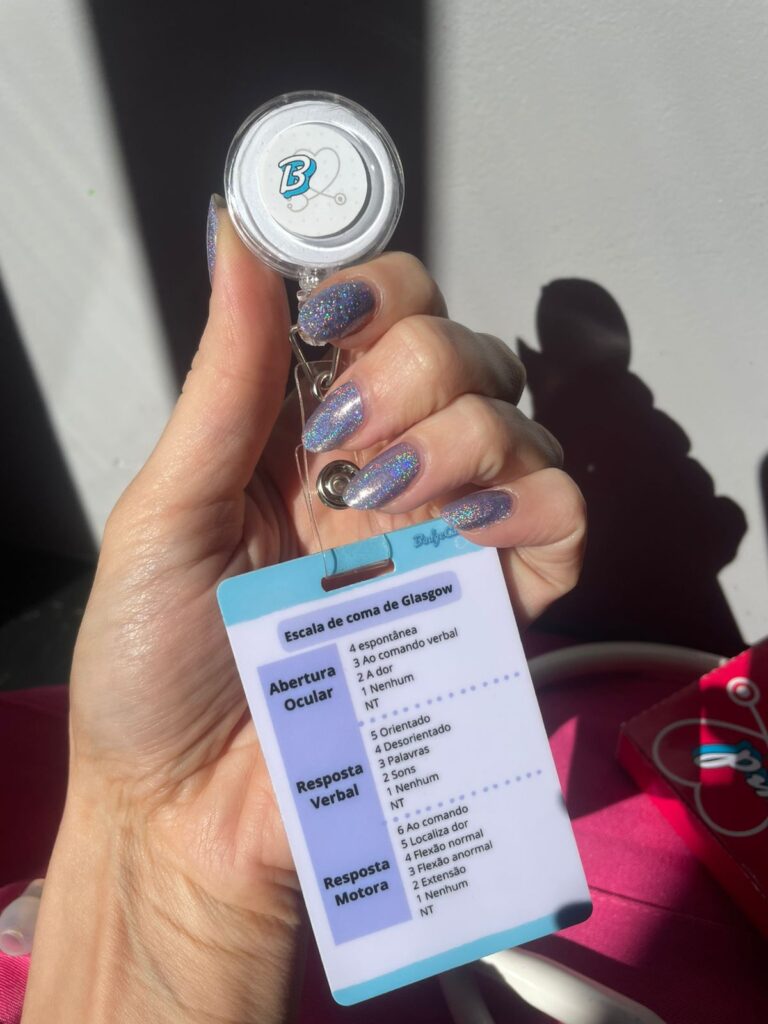 B
Escala de coma de Glasgow
Abertura
Ocular
4 espontânea
3 Ao comando verbal
2 A dor
1 Nenhum
NT
Resposta
Verbal
5 Orientado
4 Desorientado
3 Palavras
2 Sons
1 Nenhum
NT
Resposta
Motora
6 Ao comando
5 Localiza dor
4 Flexão normal
3 Flexão anormal
2 Extensão
1 Nenhum
NT